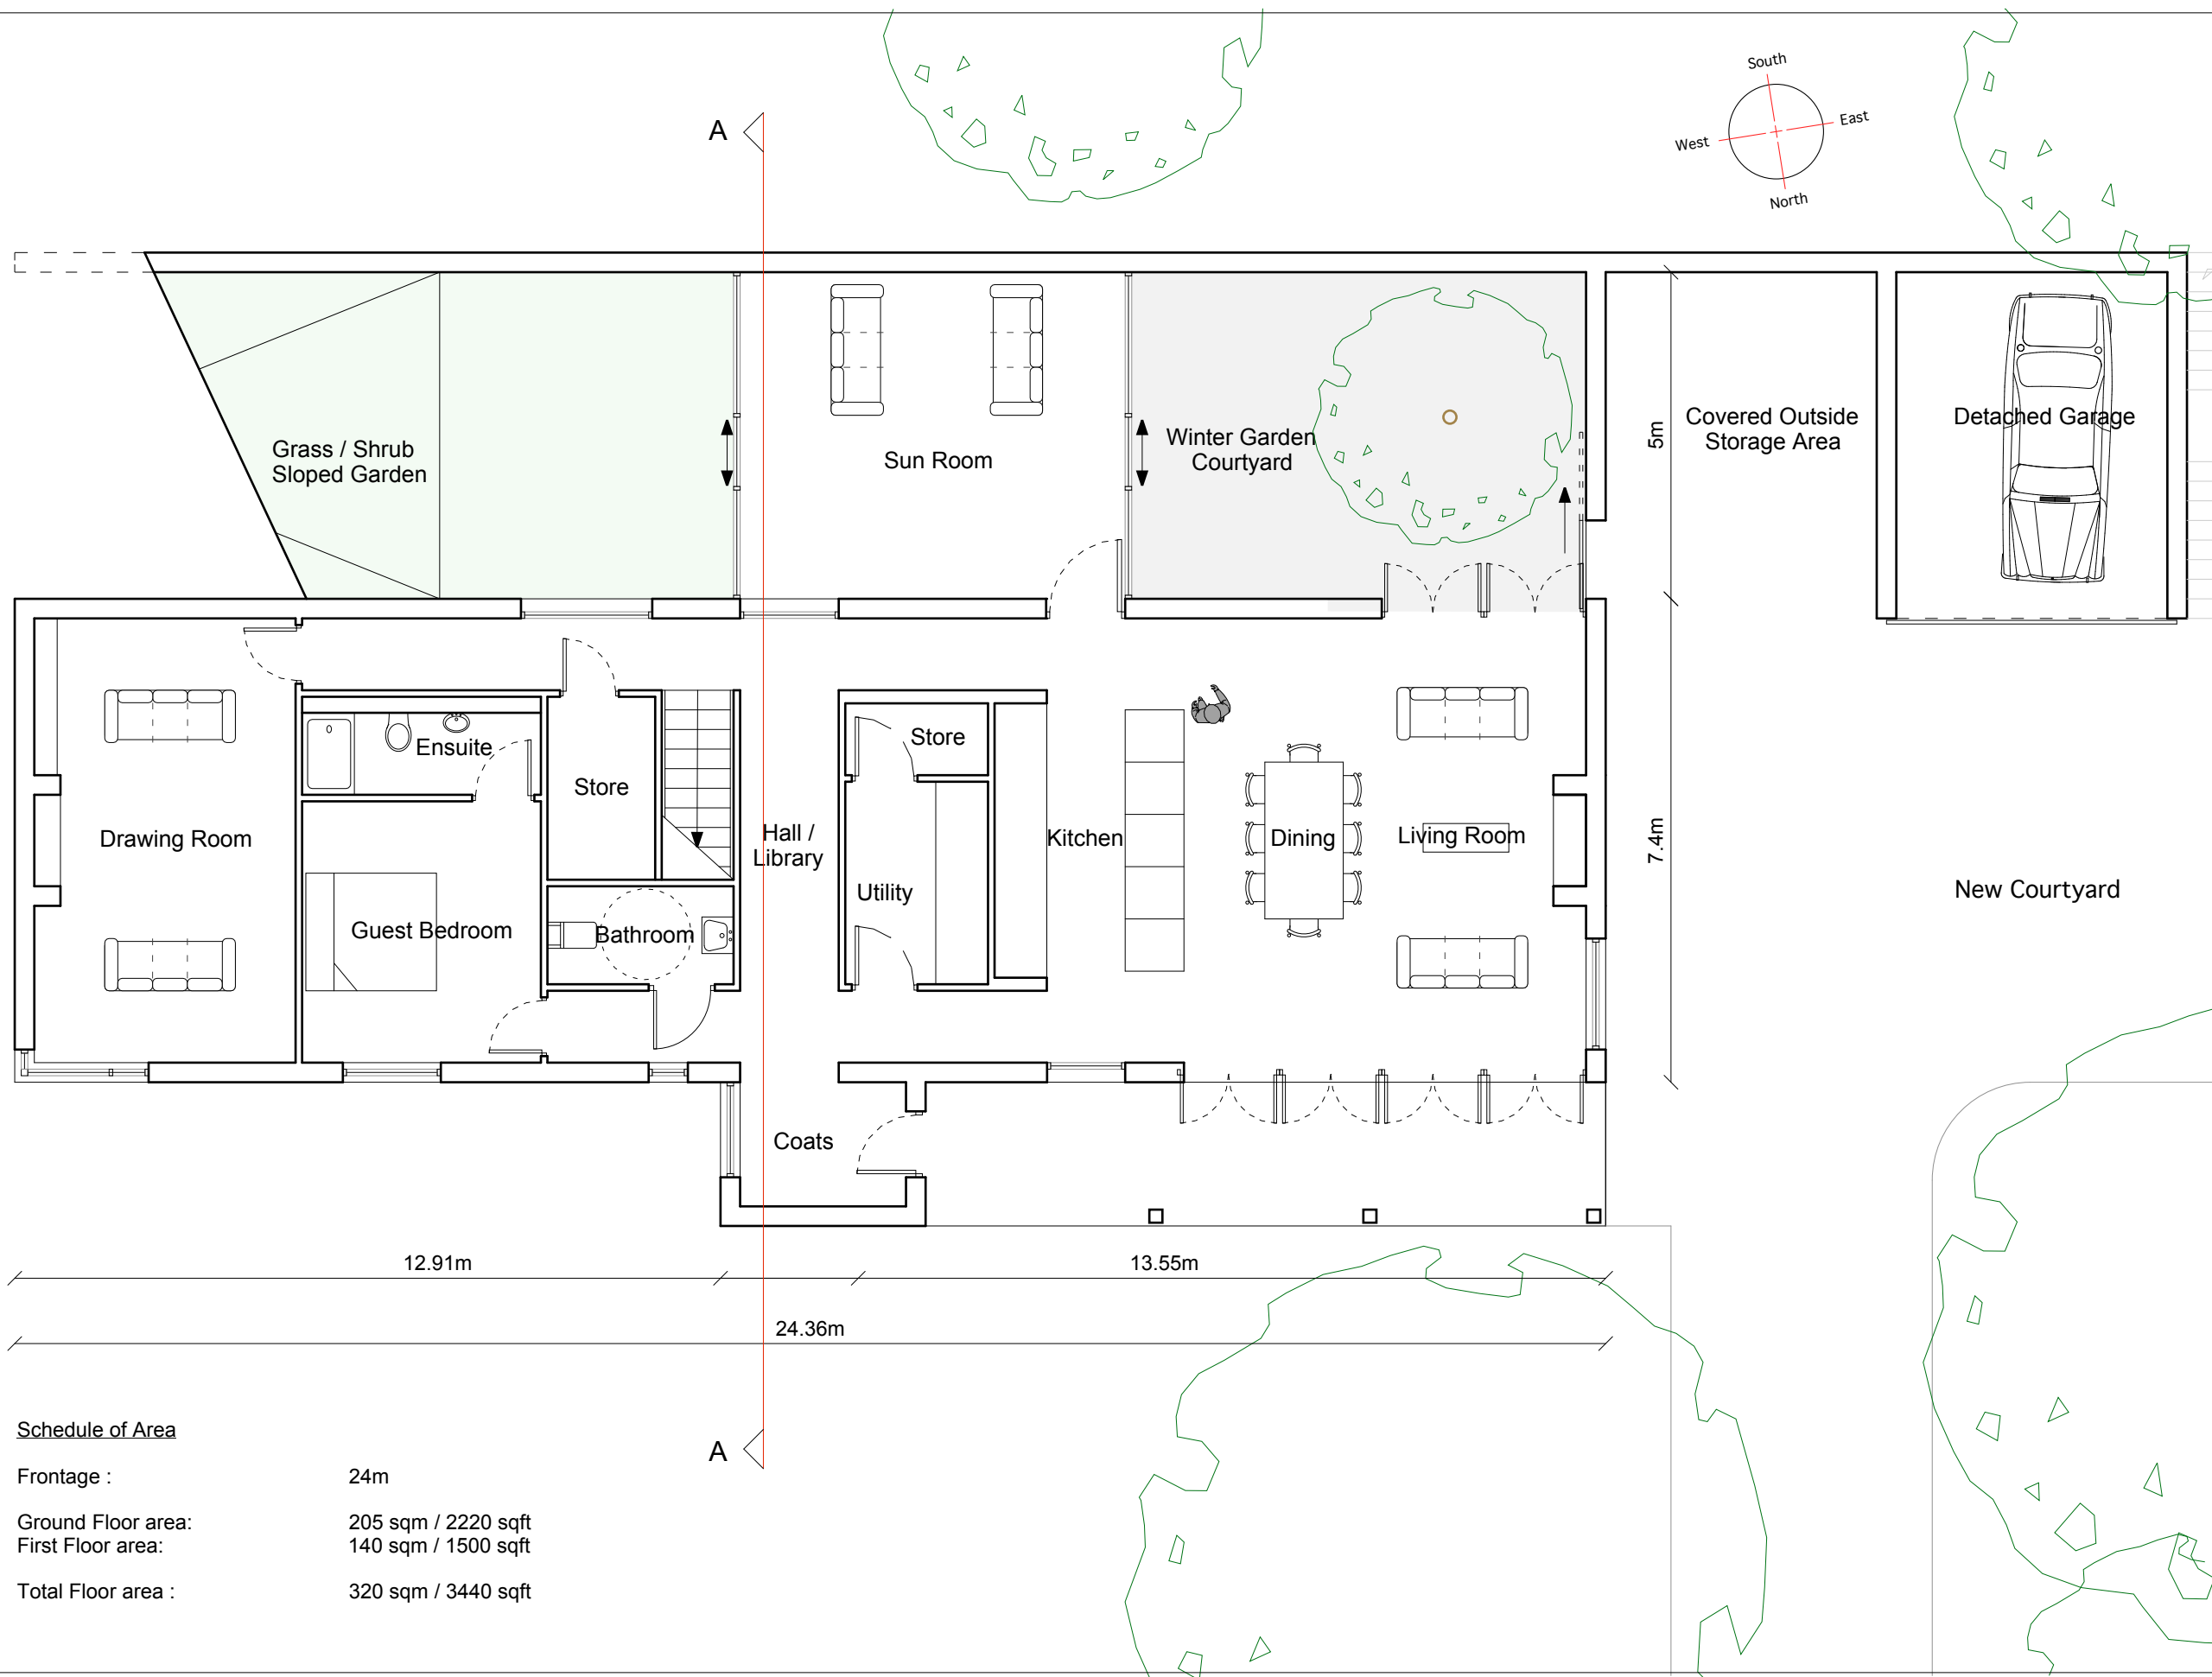 South
East
West
North
A
Grass / Shrub
Sloped Garden
Sun Room
Winter Garden
Courtyard
5m
Covered Outside
Storage Area
Detached Garage
Ensuite
Store
Store
Drawing Room
Hall /
Library
Kitchen
Dining
Living Room
7.4m
Utility
New Courtyard
Guest Bedroom
Bathroom
Coats
12.91m
13.55m
24.36m
A
Schedule of Area
Frontage : 24m
Ground Floor area: 205 sqm / 2220 sqft
First Floor area: 140 sqm / 1500 sqft
Total Floor area : 320 sqm / 3440 sqft